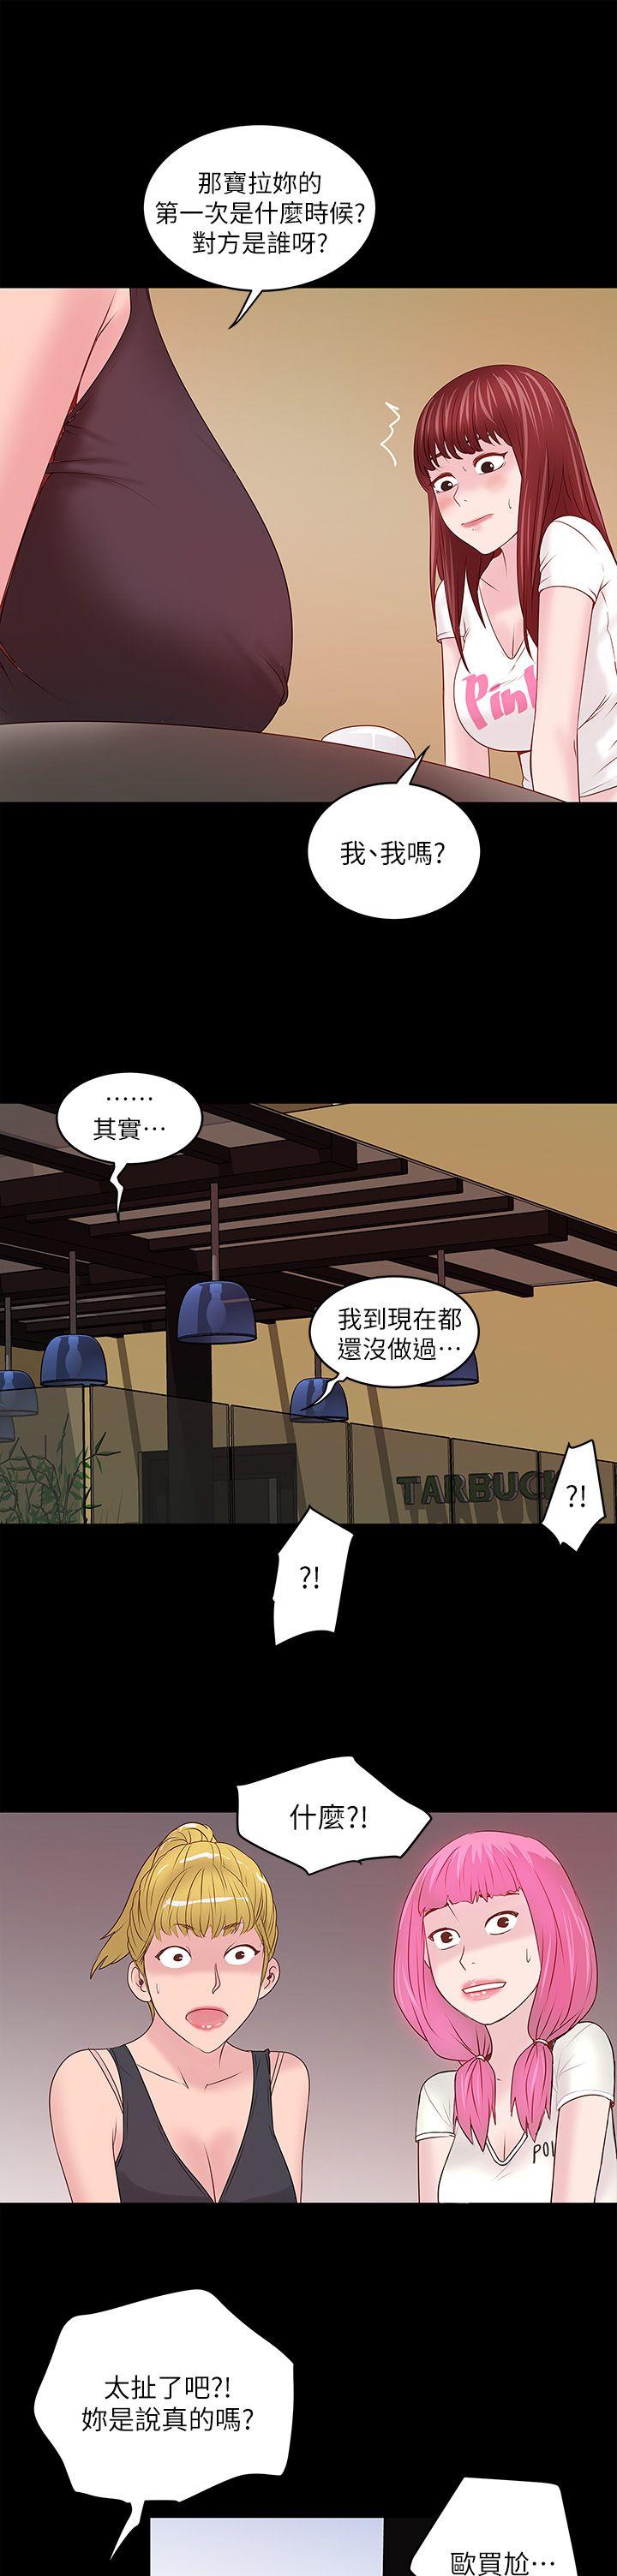 那寶拉妳的
第一次是什麼時候?
對方是誰呀?
Pin
我、我嗎?
……
其實…
我到現在都
還沒做過…
TARBUCK
?!
?!
什麼?!
POL
太扯了吧?!
妳是說真的嗎?
歐買尬…